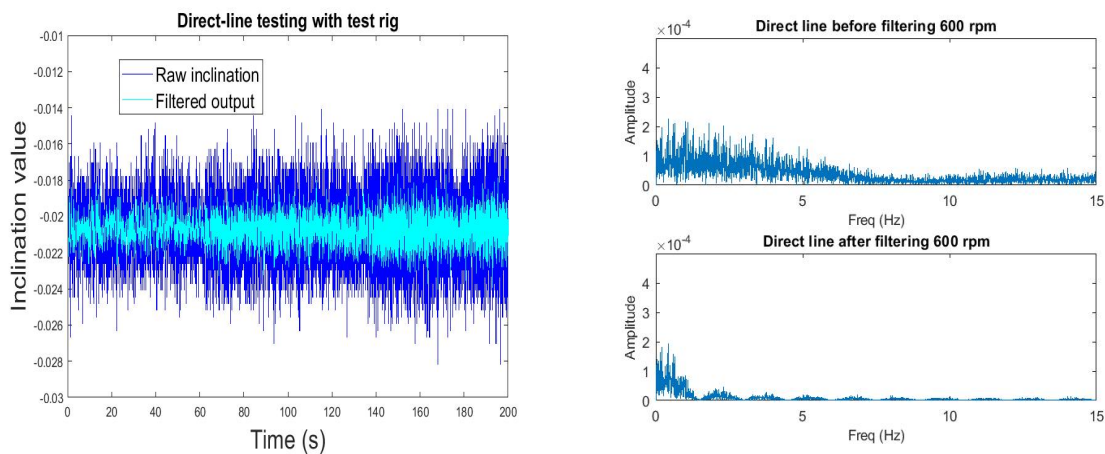 Direct-line testing with test rig
-0.01
-0.012
-0.014
-0.016
-0.018
-0.02
-0.022
-0.024
-0.026
-0.028
-0.03
Inclination value
Raw inclination
Filtered output
0 20 40 60 80 100 120 140 160 180 200
Time (s)
×10⁻⁴ Direct line before filtering 600 rpm
4
3
2
1
0
Amplitude
0 5 10 15
Freq (Hz)
×10⁻⁴ Direct line after filtering 600 rpm
4
3
2
1
0
Amplitude
0 5 10 15
Freq (Hz)